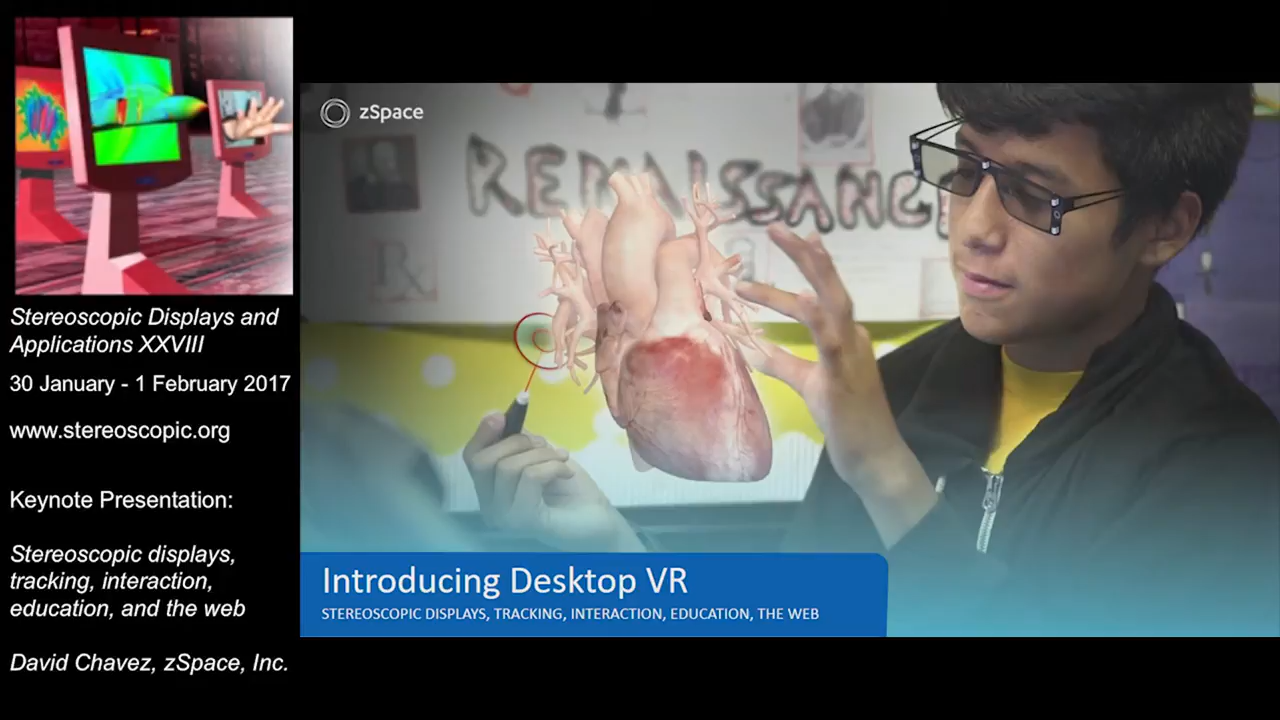 Stereoscopic Displays and
Applications XXVIII
30 January - 1 February 2017
www.stereoscopic.org
Keynote Presentation:
Stereoscopic displays,
tracking, interaction,
education, and the web
David Chavez, zSpace, Inc.
zSpace
RENAISSANCE
Rx
Introducing Desktop VR
STEREOSCOPIC DISPLAYS, TRACKING, INTERACTION, EDUCATION, THE WEB